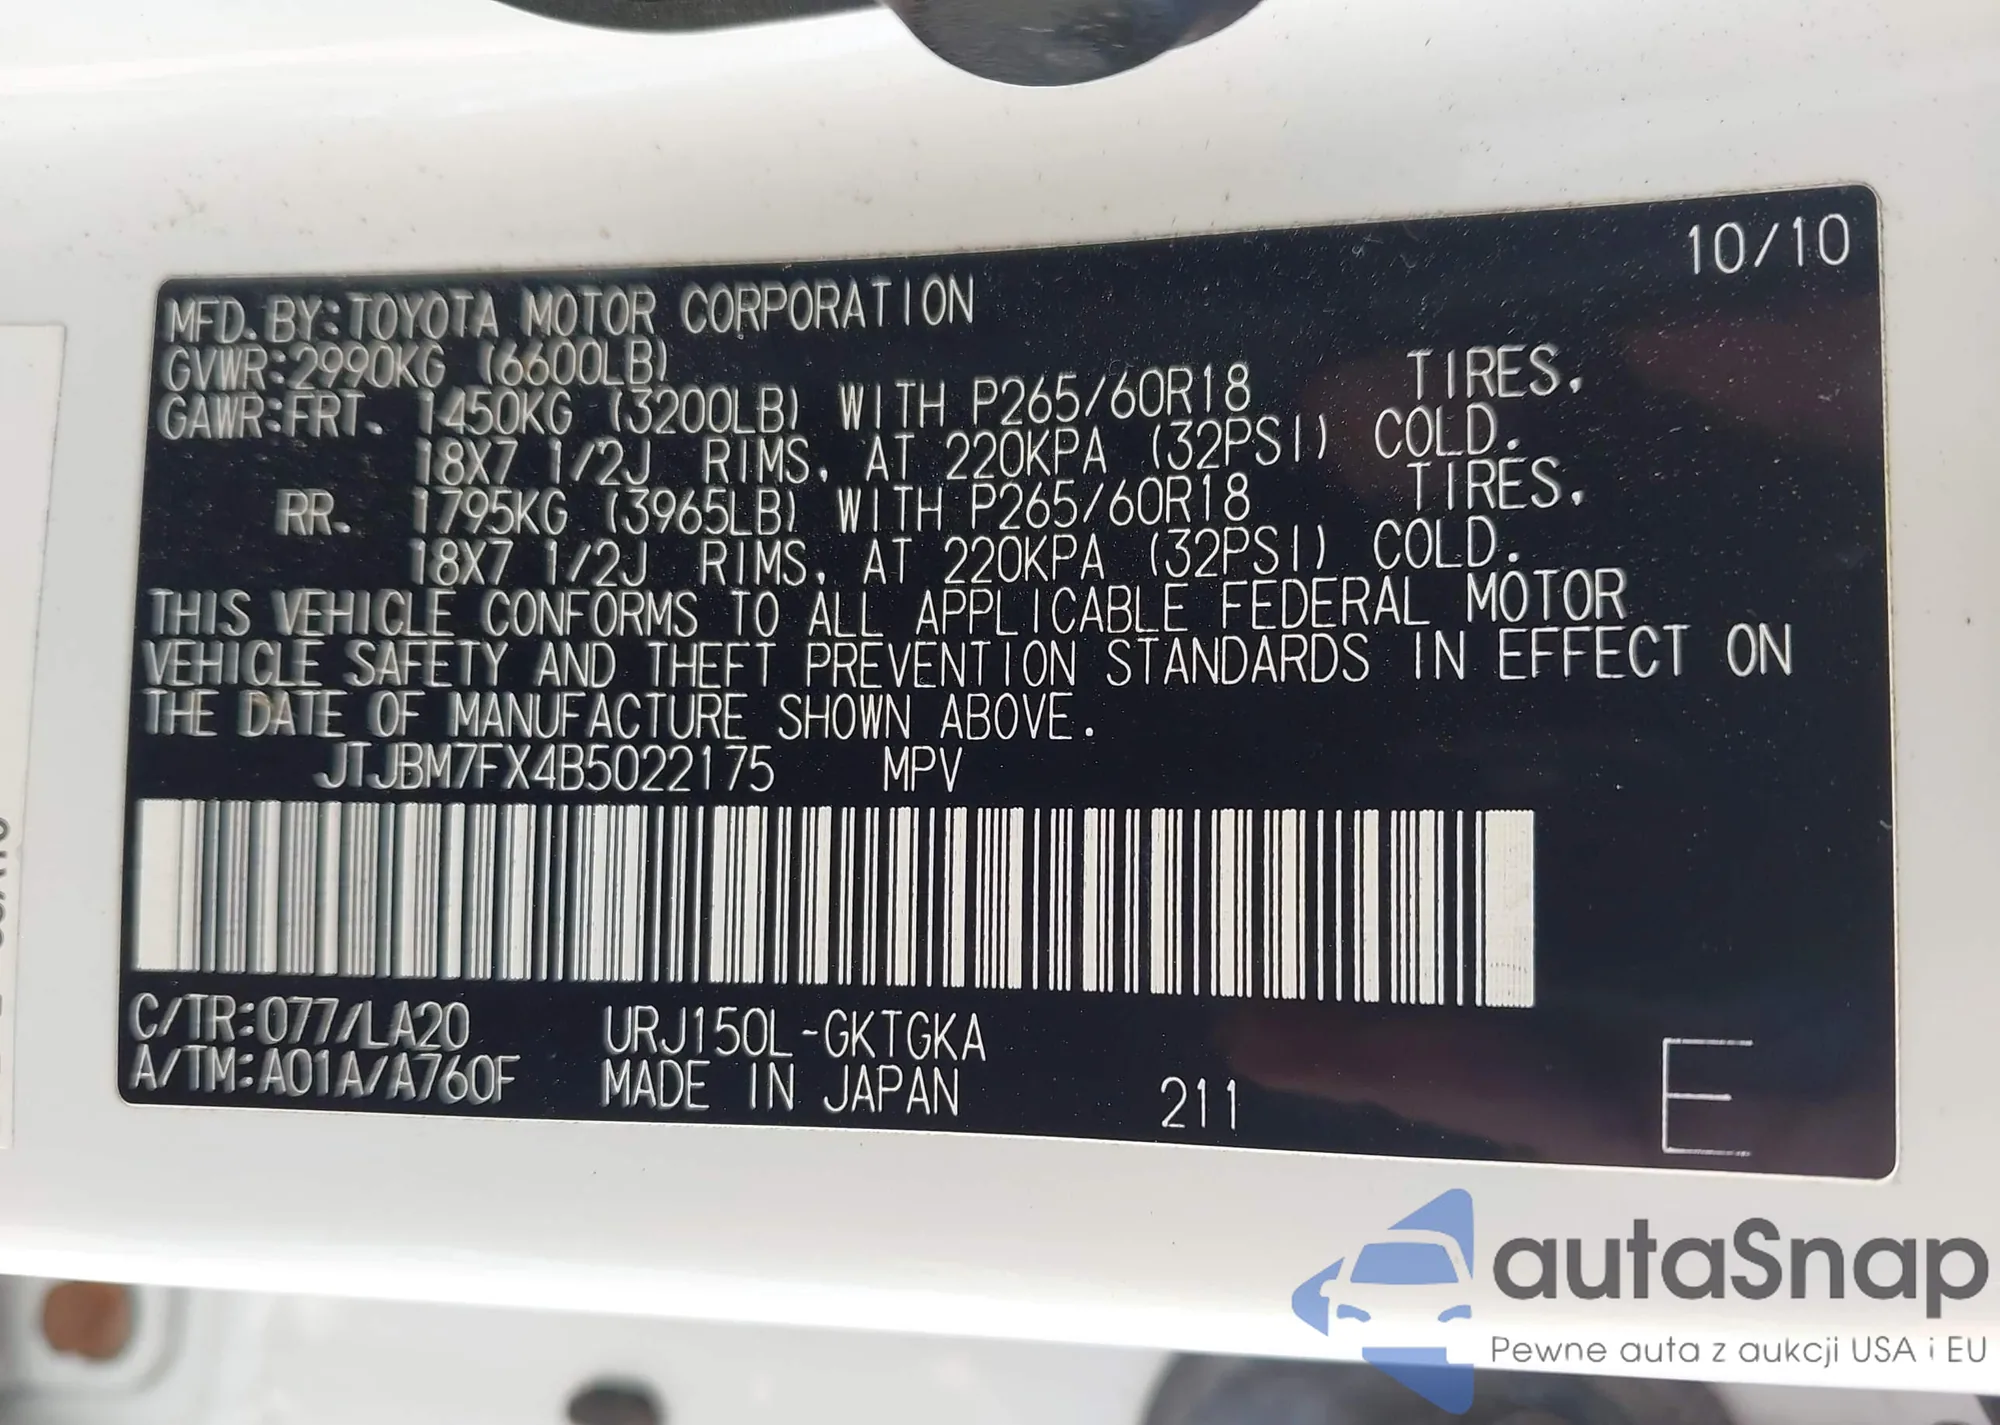 10/10
MFD. BY: TOYOTA MOTOR CORPORATION
GVWR: 2990KG (6600LB)
GAWR: FRT. 1450KG (3200LB) WITH P265/60R18 TIRES,
18X7 1/2J RIMS, AT 220KPA (32PSI) COLD.
RR. 1795KG (3965LB) WITH P265/60R18 TIRES,
18X7 1/2J RIMS, AT 220KPA (32PSI) COLD.
THIS VEHICLE CONFORMS TO ALL APPLICABLE FEDERAL MOTOR
VEHICLE SAFETY AND THEFT PREVENTION STANDARDS IN EFFECT ON
THE DATE OF MANUFACTURE SHOWN ABOVE.
JTJBM7FX4B5022175 MPV
C/TR: 077/LA20 URJ150L-GKTGKA
A/TM: A01A/A760F MADE IN JAPAN 211 E
autaSnap
Pewne auta z aukcji USA i EU